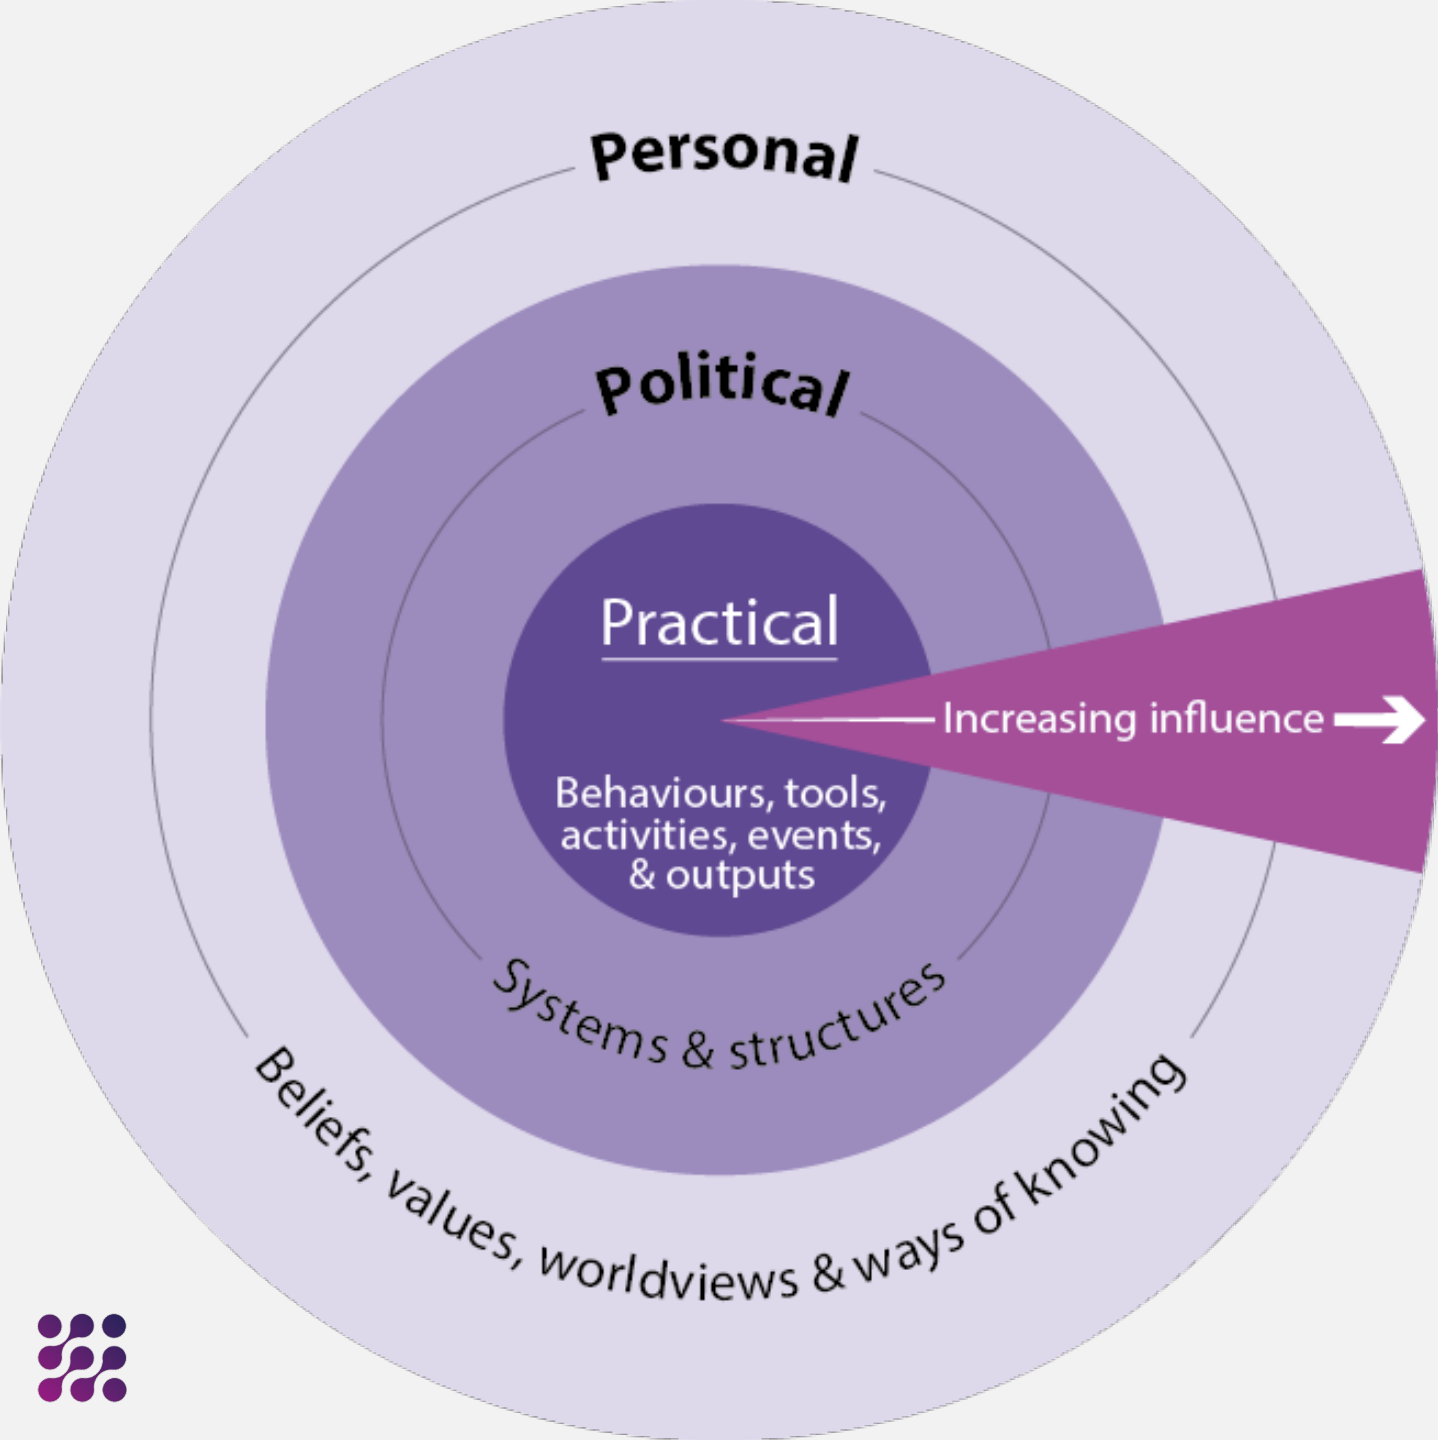 Personal
Political
Practical
Increasing influence
Behaviours, tools,
activities, events,
& outputs
Systems & structures
Beliefs, values, worldviews & ways of knowing